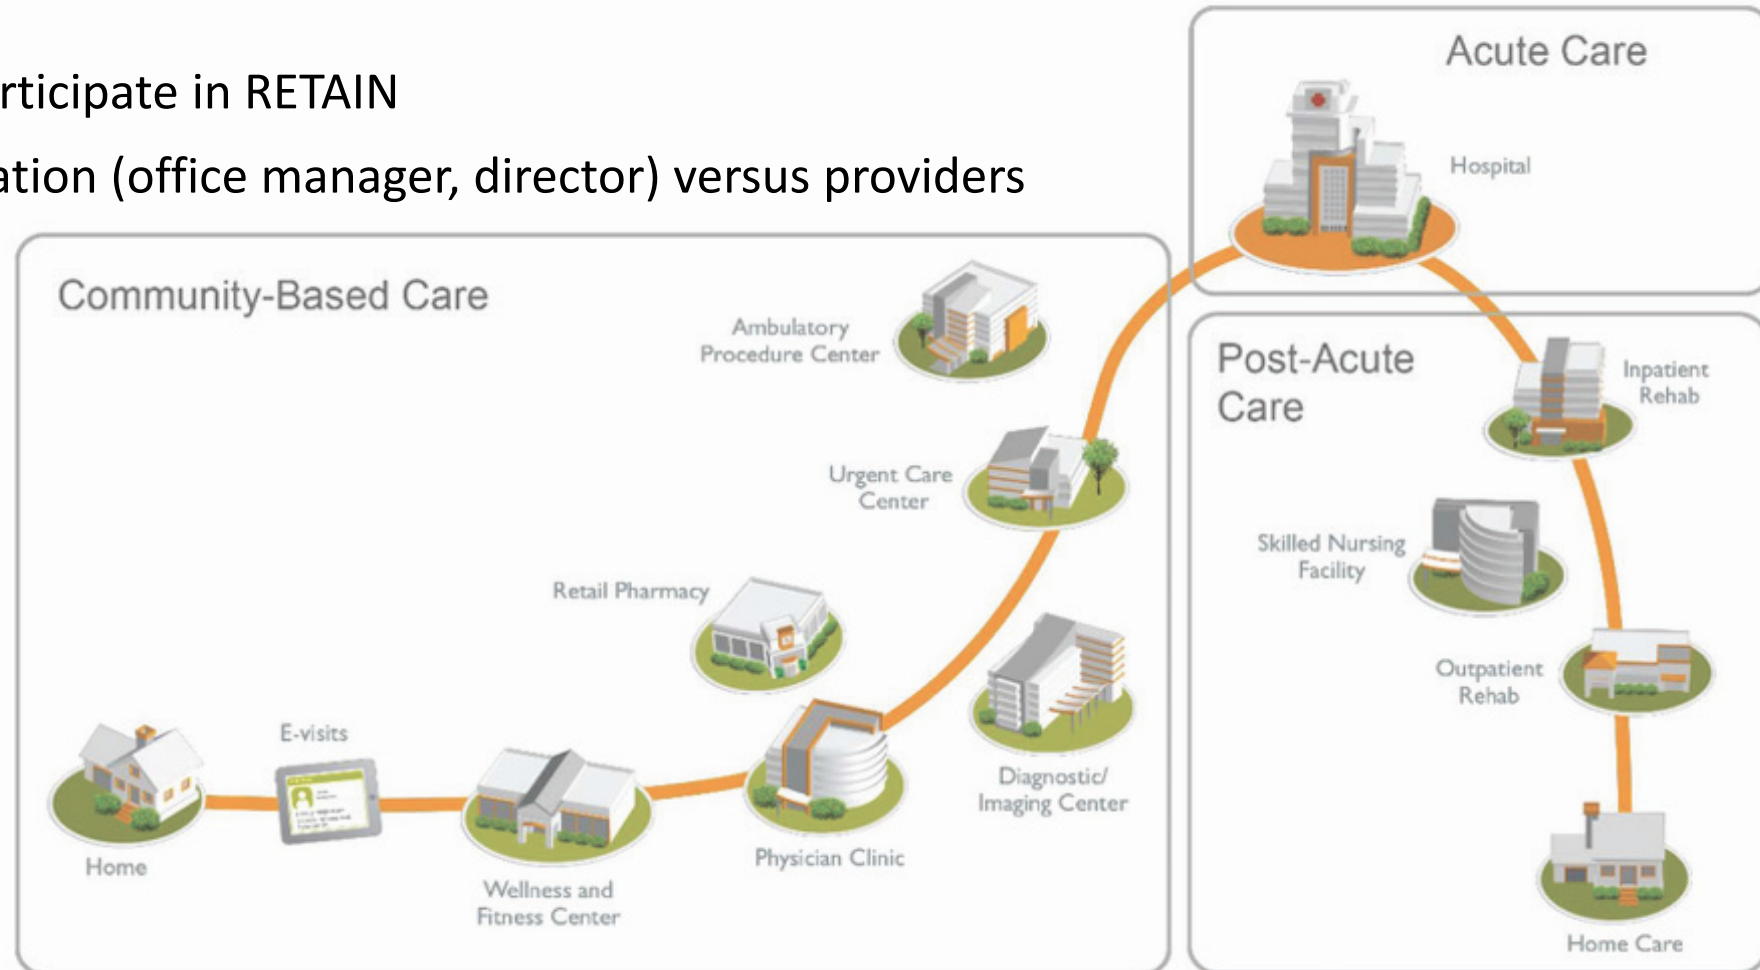 rticipate in RETAIN
ation (office manager, director) versus providers
Acute Care
Hospital
Community-Based Care
Ambulatory
Procedure Center
Urgent Care
Center
Retail Pharmacy
Diagnostic/
Imaging Center
E-visits
Home
Wellness and
Fitness Center
Physician Clinic
Post-Acute
Care
Inpatient
Rehab
Skilled Nursing
Facility
Outpatient
Rehab
Home Care